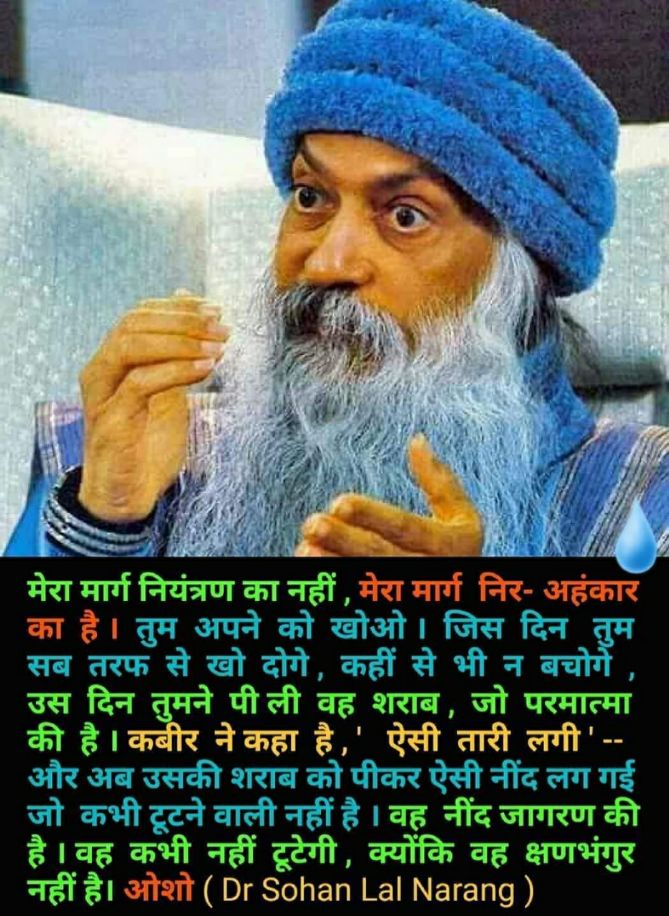 मेरा मार्ग नियंत्रण का नहीं , मेरा मार्ग निर- अहंकार
का है । तुम अपने को खोओ । जिस दिन तुम
सब तरफ से खो दोगे , कहीं से भी न बचोगे ,
उस दिन तुमने पी ली वह शराब , जो परमात्मा
की है । कबीर ने कहा है , ' ऐसी तारी लगी ' --
और अब उसकी शराब को पीकर ऐसी नींद लग गई
जो कभी टूटने वाली नहीं है । वह नींद जागरण की
है । वह कभी नहीं टूटेगी , क्योंकि वह क्षणभंगुर
नहीं है। ओशो ( Dr Sohan Lal Narang )